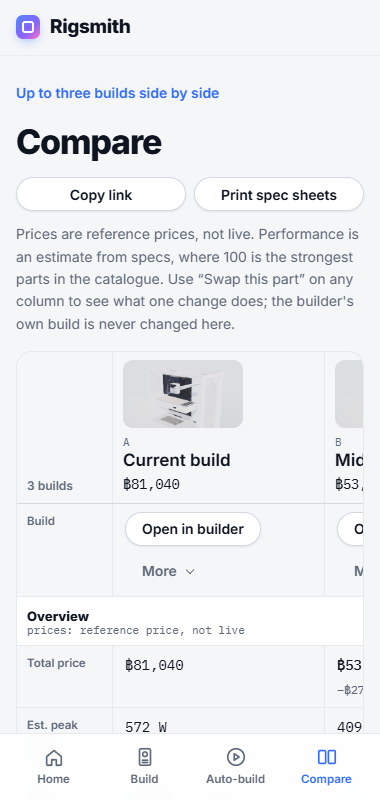 Rigsmith
Up to three builds side by side
Compare
Copy link
Print spec sheets
Prices are reference prices, not live. Performance is
an estimate from specs, where 100 is the strongest
parts in the catalogue. Use “Swap this part” on any
column to see what one change does; the builder's
own build is never changed here.
3 builds
A
Current build
฿81,040
B
Mid
฿53,
Build
Open in builder
More
Overview
prices: reference price, not live
Total price
฿81,040
฿53
−฿27
Est. peak
572 W
409
Home
Build
Auto-build
Compare